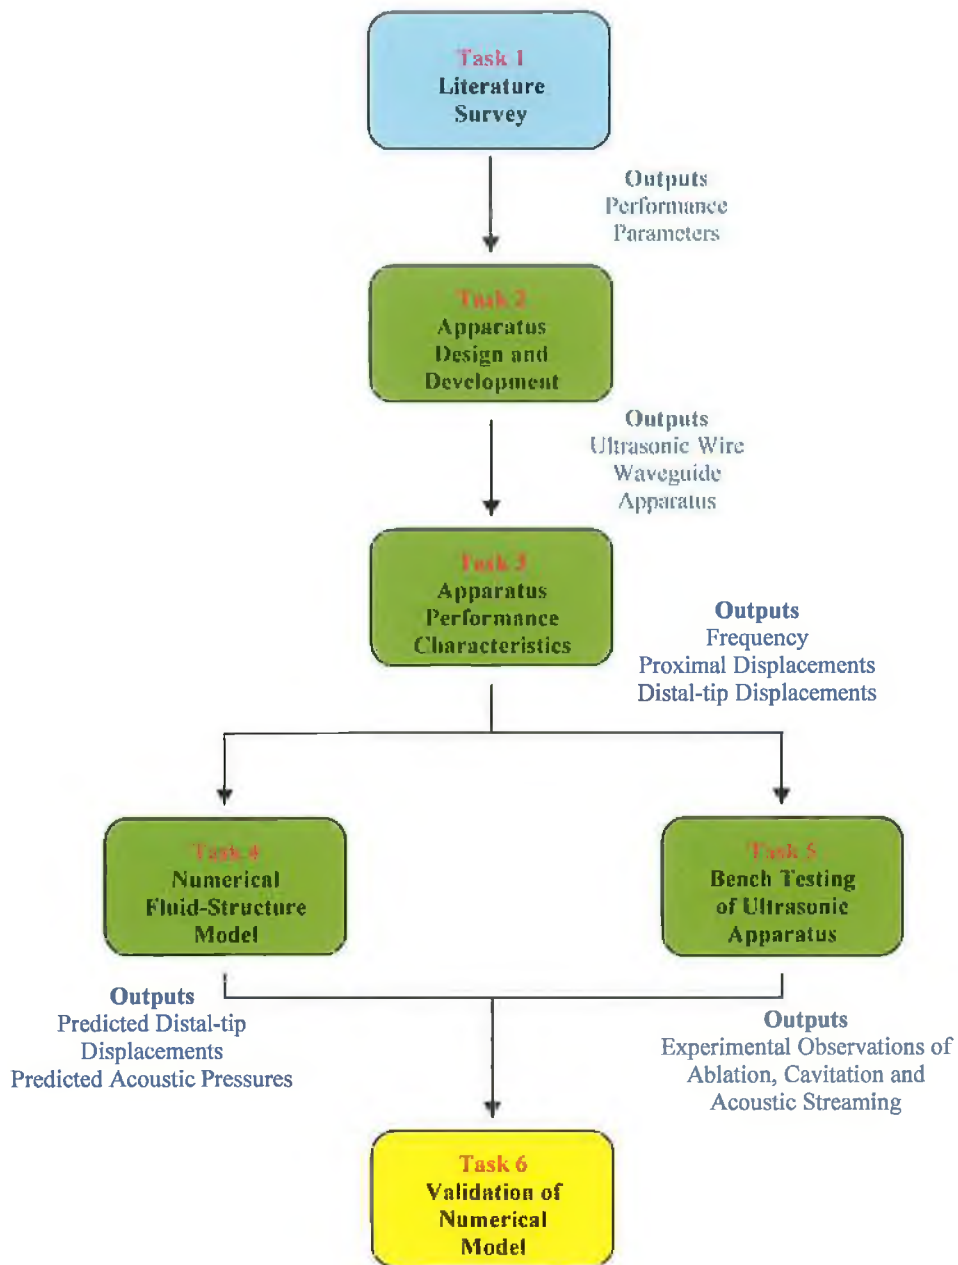 Task 1
Literature
Survey
Outputs
Performance
Parameters
Task 2
Apparatus
Design and
Development
Outputs
Ultrasonic Wire
Waveguide
Apparatus
Task 3
Apparatus
Performance
Characteristics
Outputs
Frequency
Proximal Displacements
Distal-tip Displacements
Task 4
Numerical
Fluid-Structure
Model
Task 5
Bench Testing
of Ultrasonic
Apparatus
Outputs
Predicted Distal-tip
Displacements
Predicted Acoustic Pressures
Outputs
Experimental Observations of
Ablation, Cavitation and
Acoustic Streaming
Task 6
Validation of
Numerical
Model